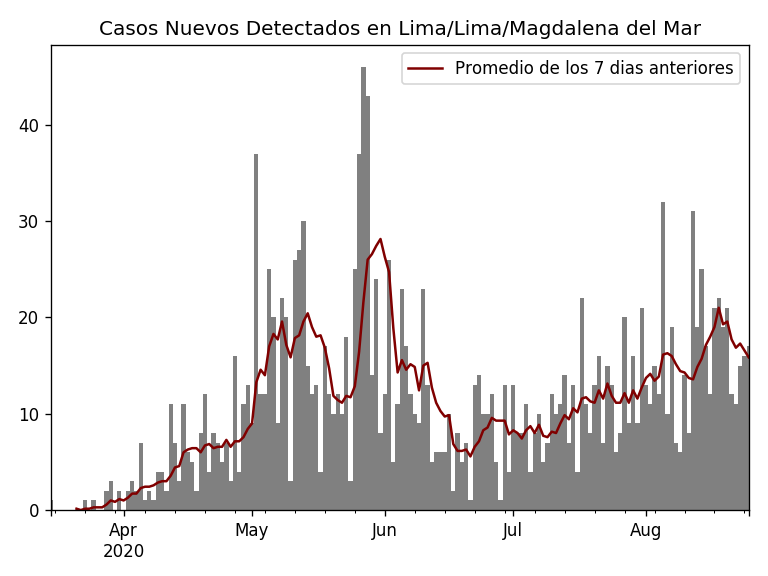 Casos Nuevos Detectados en Lima/Lima/Magdalena del Mar
Promedio de los 7 dias anteriores
40
30
20
10
0
Apr May Jun Jul Aug
2020